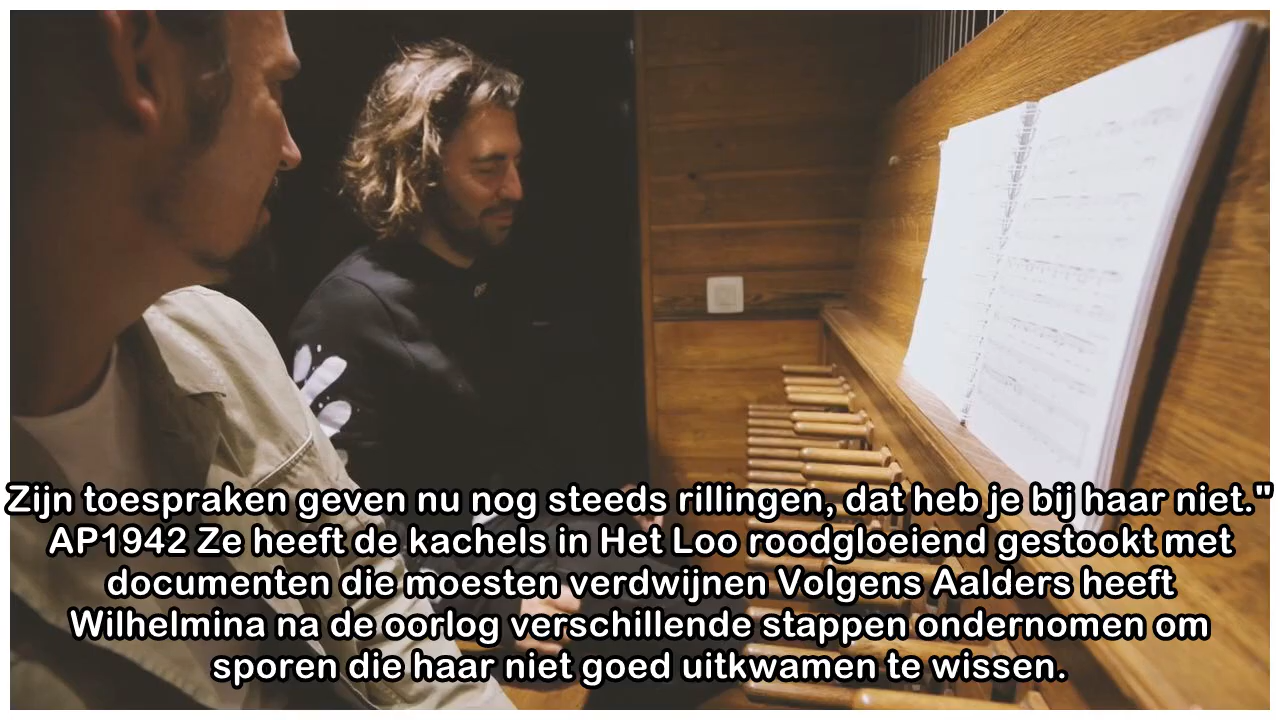 Zijn toespraken geven nu nog steeds rillingen, dat heb je bij haar niet."
AP1942 Ze heeft de kachels in Het Loo roodgloeiend gestookt met
documenten die moesten verdwijnen Volgens Aalders heeft
Wilhelmina na de oorlog verschillende stappen ondernomen om
sporen die haar niet goed uitkwamen te wissen.